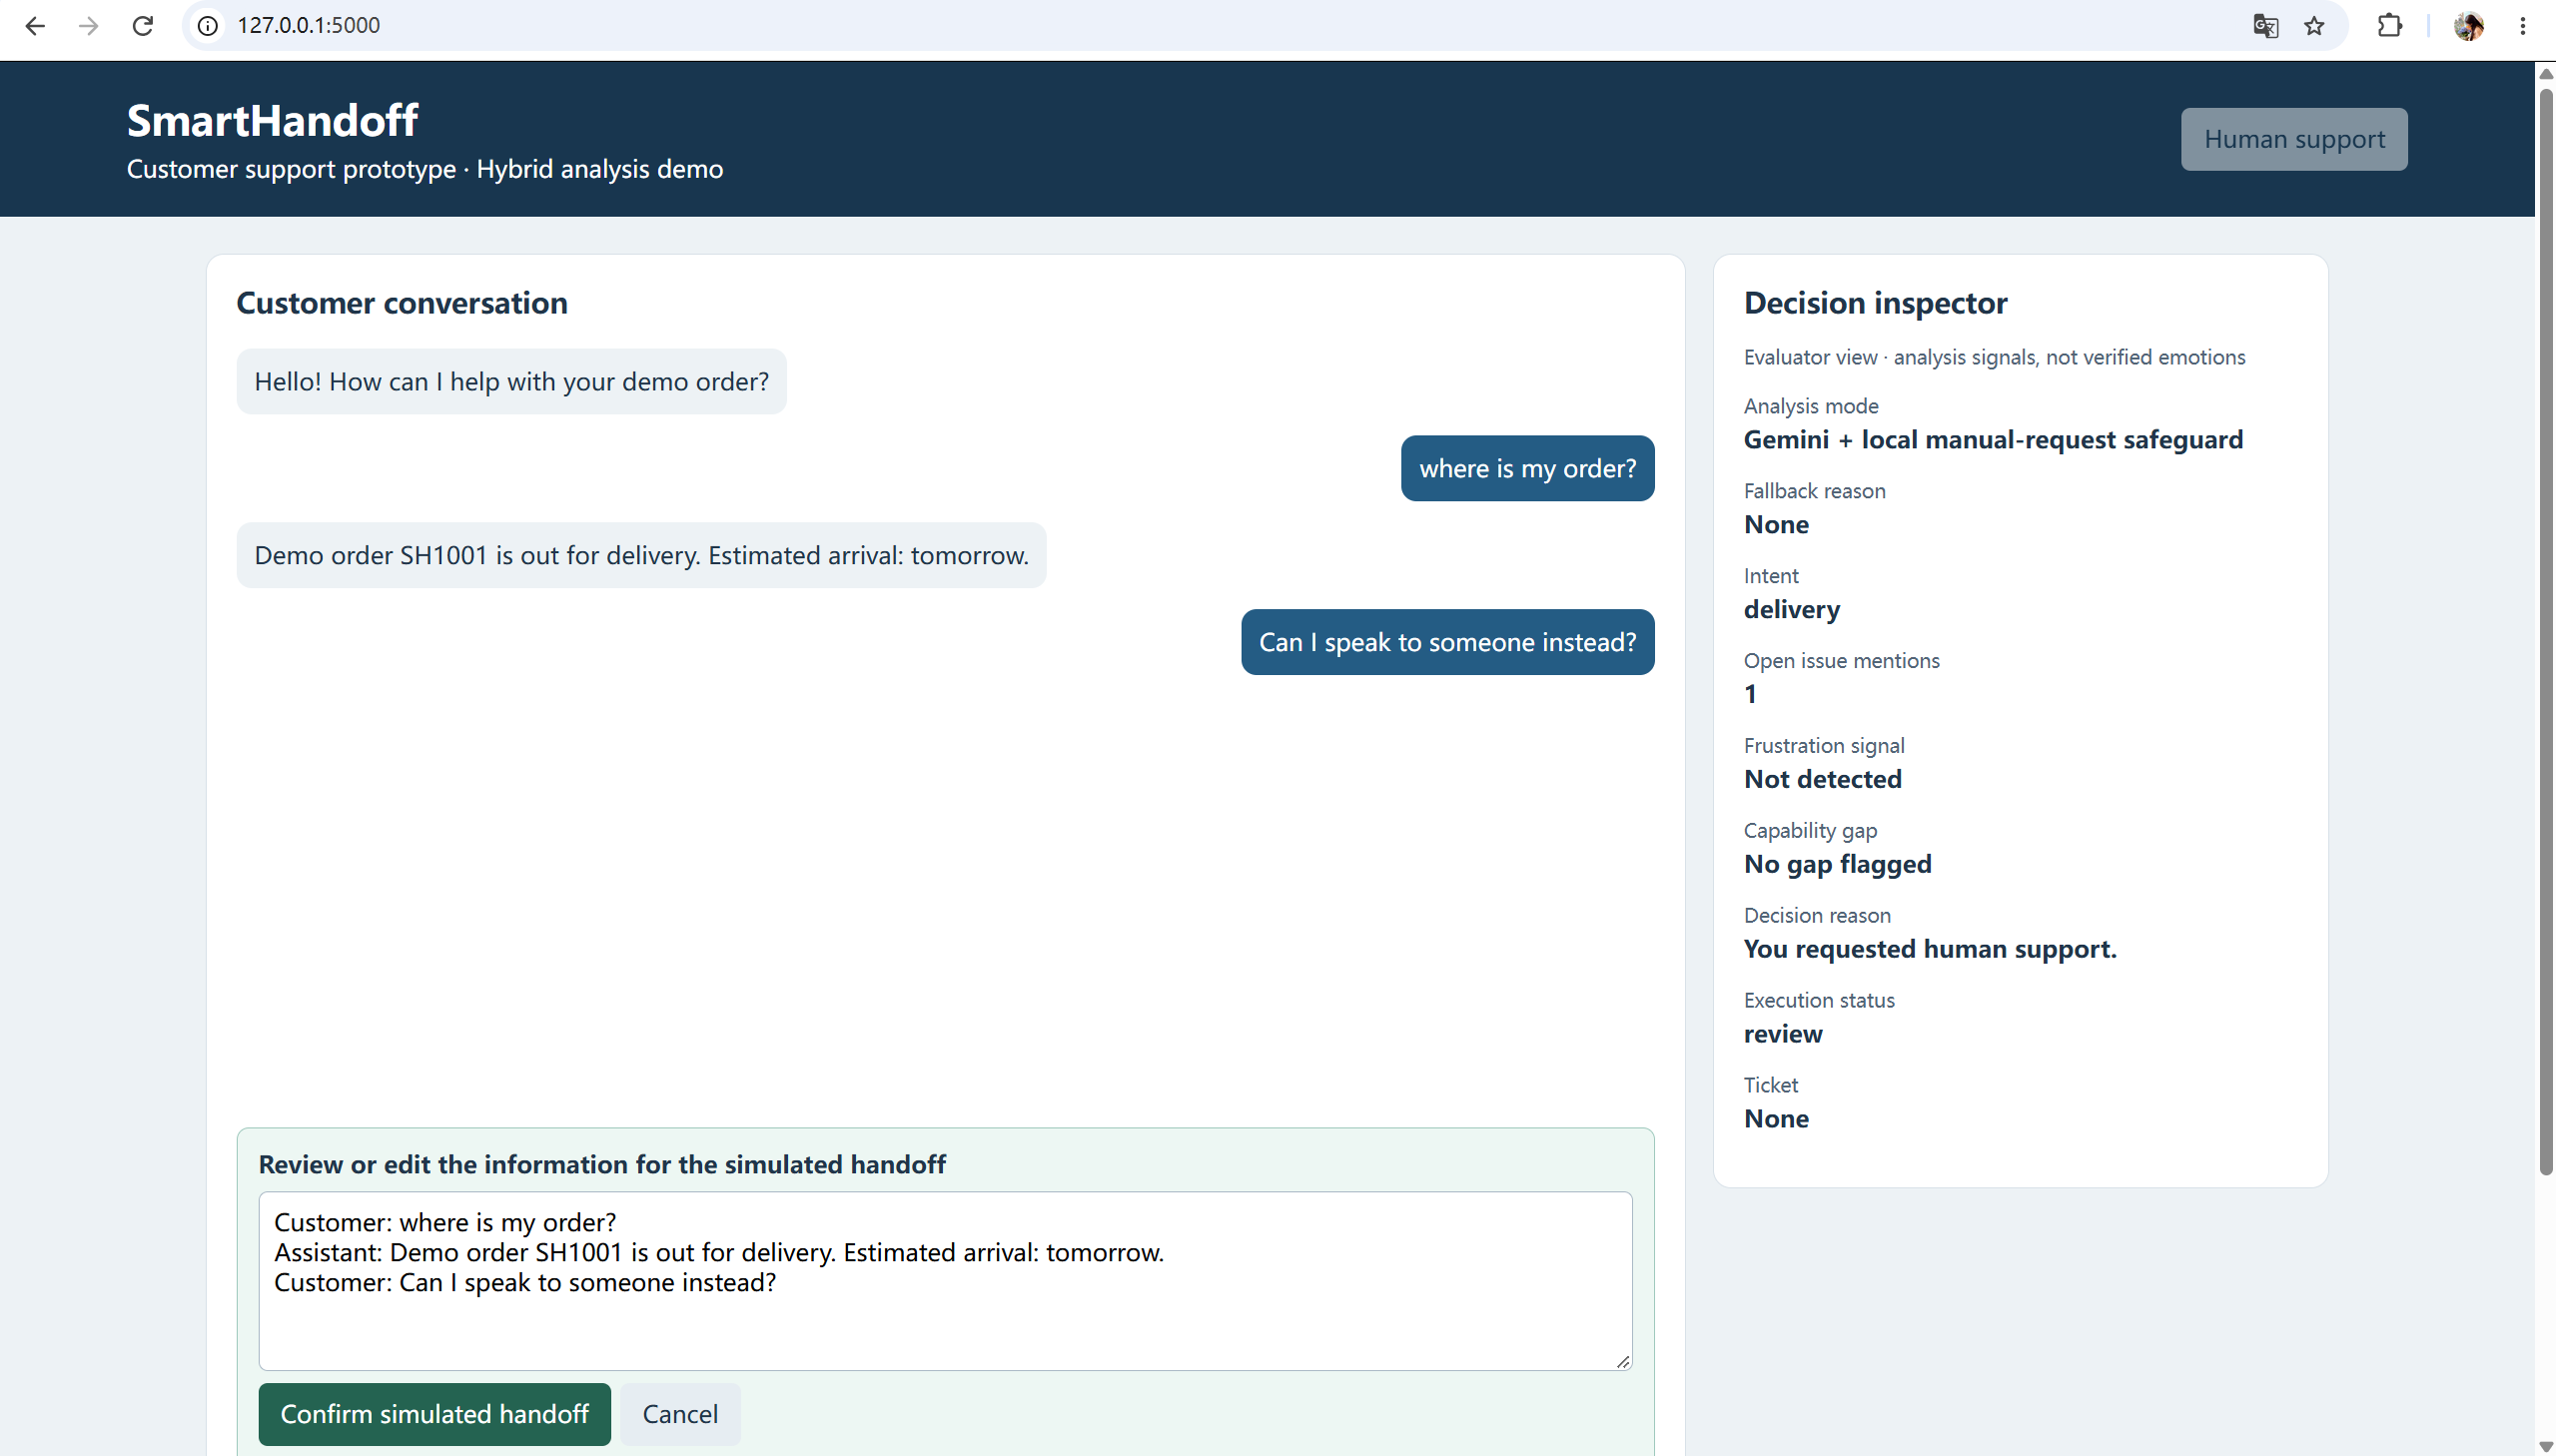 127.0.0.1:5000
SmartHandoff
Customer support prototype · Hybrid analysis demo
Human support
Customer conversation
Hello! How can I help with your demo order?
where is my order?
Demo order SH1001 is out for delivery. Estimated arrival: tomorrow.
Can I speak to someone instead?
Review or edit the information for the simulated handoff
Customer: where is my order?
Assistant: Demo order SH1001 is out for delivery. Estimated arrival: tomorrow.
Customer: Can I speak to someone instead?
Confirm simulated handoff
Cancel
Decision inspector
Evaluator view · analysis signals, not verified emotions
Analysis mode
Gemini + local manual-request safeguard
Fallback reason
None
Intent
delivery
Open issue mentions
1
Frustration signal
Not detected
Capability gap
No gap flagged
Decision reason
You requested human support.
Execution status
review
Ticket
None